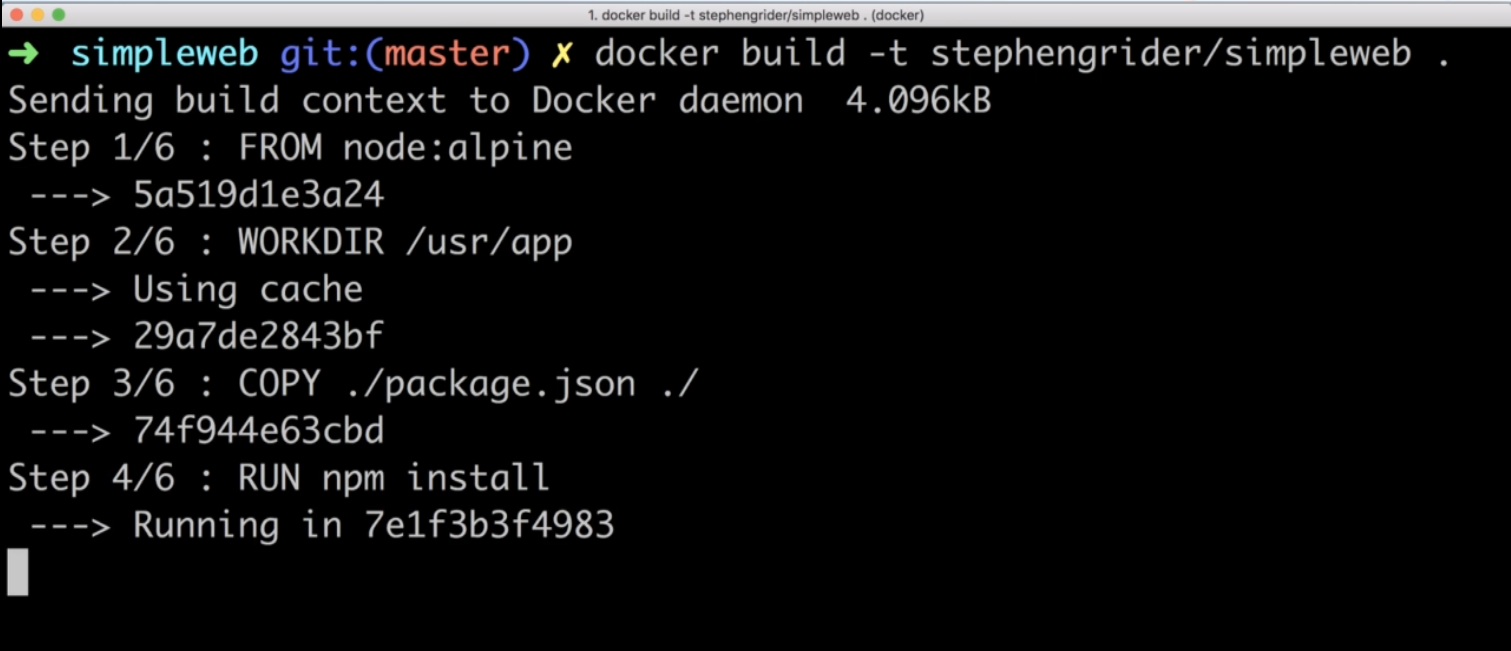 1. docker build -t stephengrider/simpleweb . (docker)
➜ simpleweb git:(master) ✗ docker build -t stephengrider/simpleweb .
Sending build context to Docker daemon  4.096kB
Step 1/6 : FROM node:alpine
 ---> 5a519d1e3a24
Step 2/6 : WORKDIR /usr/app
 ---> Using cache
 ---> 29a7de2843bf
Step 3/6 : COPY ./package.json ./
 ---> 74f944e63cbd
Step 4/6 : RUN npm install
 ---> Running in 7e1f3b3f4983